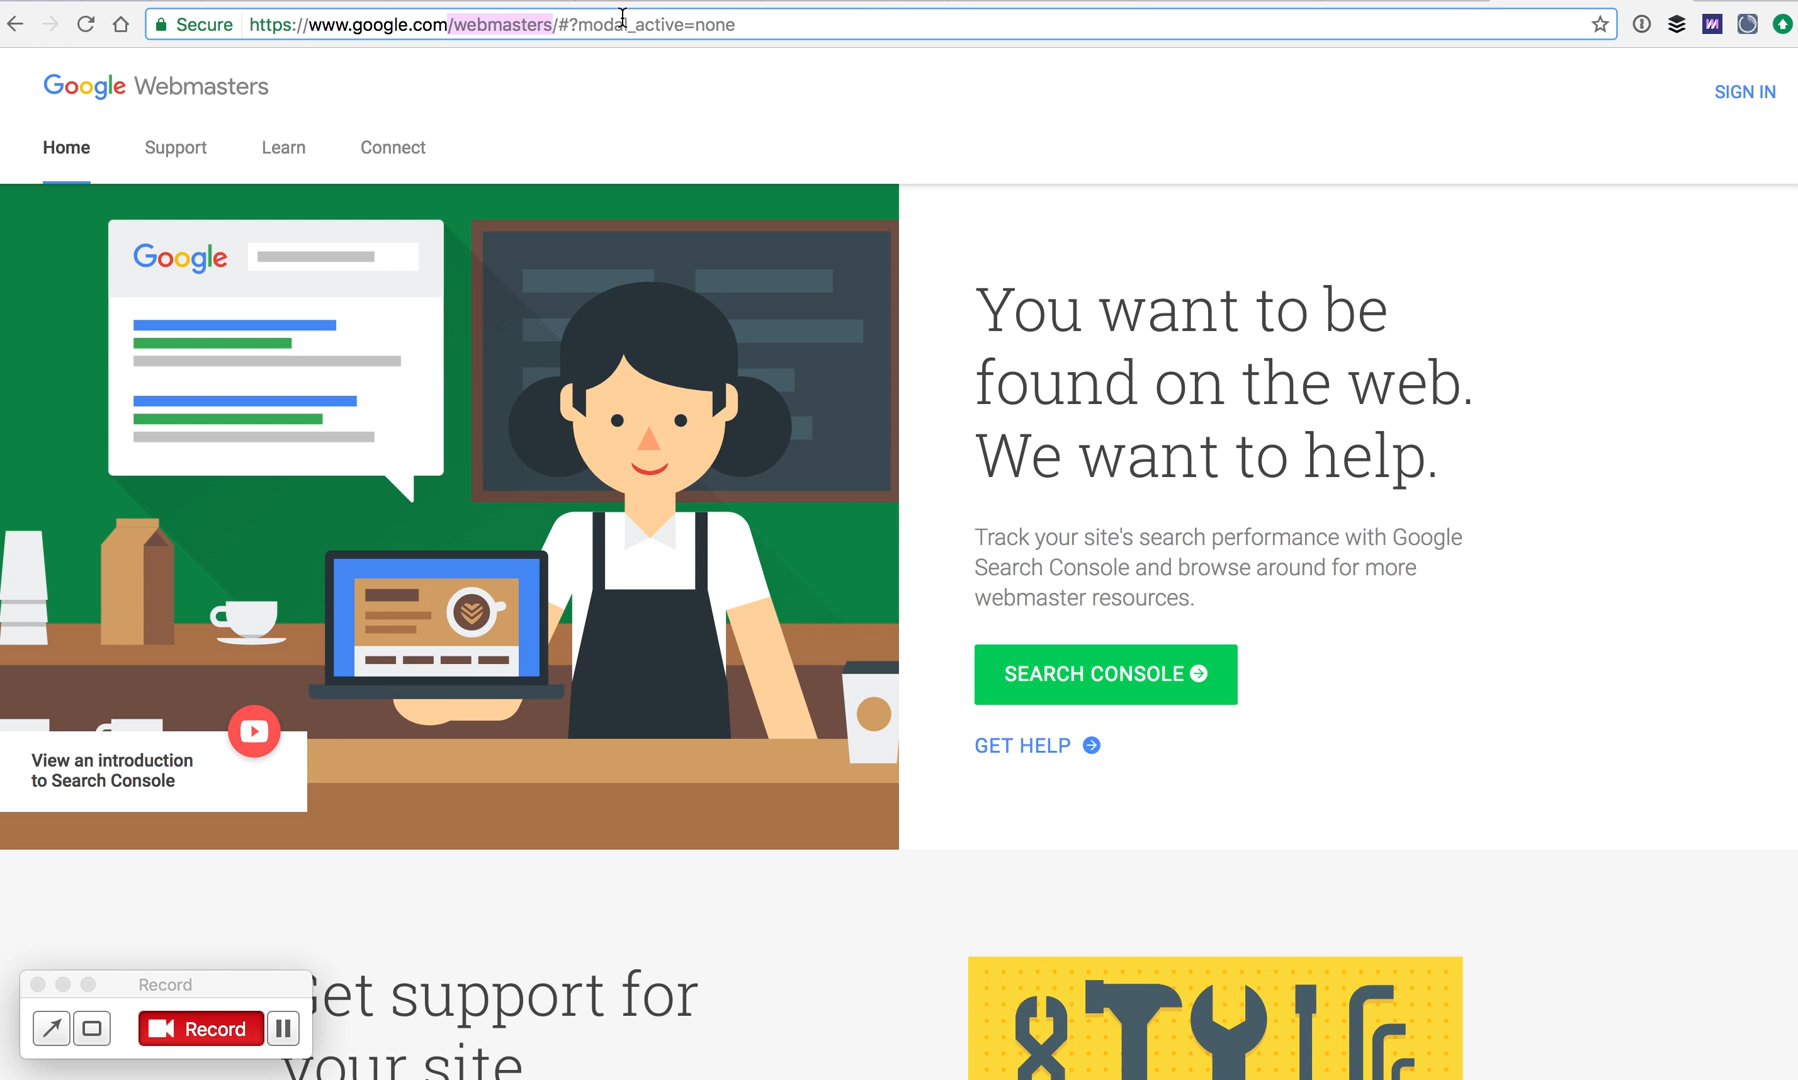 Secure https://www.google.com/webmasters/#?modal_active=none
Google Webmasters
SIGN IN
Home Support Learn Connect
Google
You want to be
found on the web.
We want to help.
Track your site's search performance with Google
Search Console and browse around for more
webmaster resources.
SEARCH CONSOLE
GET HELP
View an introduction
to Search Console
Get support for
your site
Record
Record